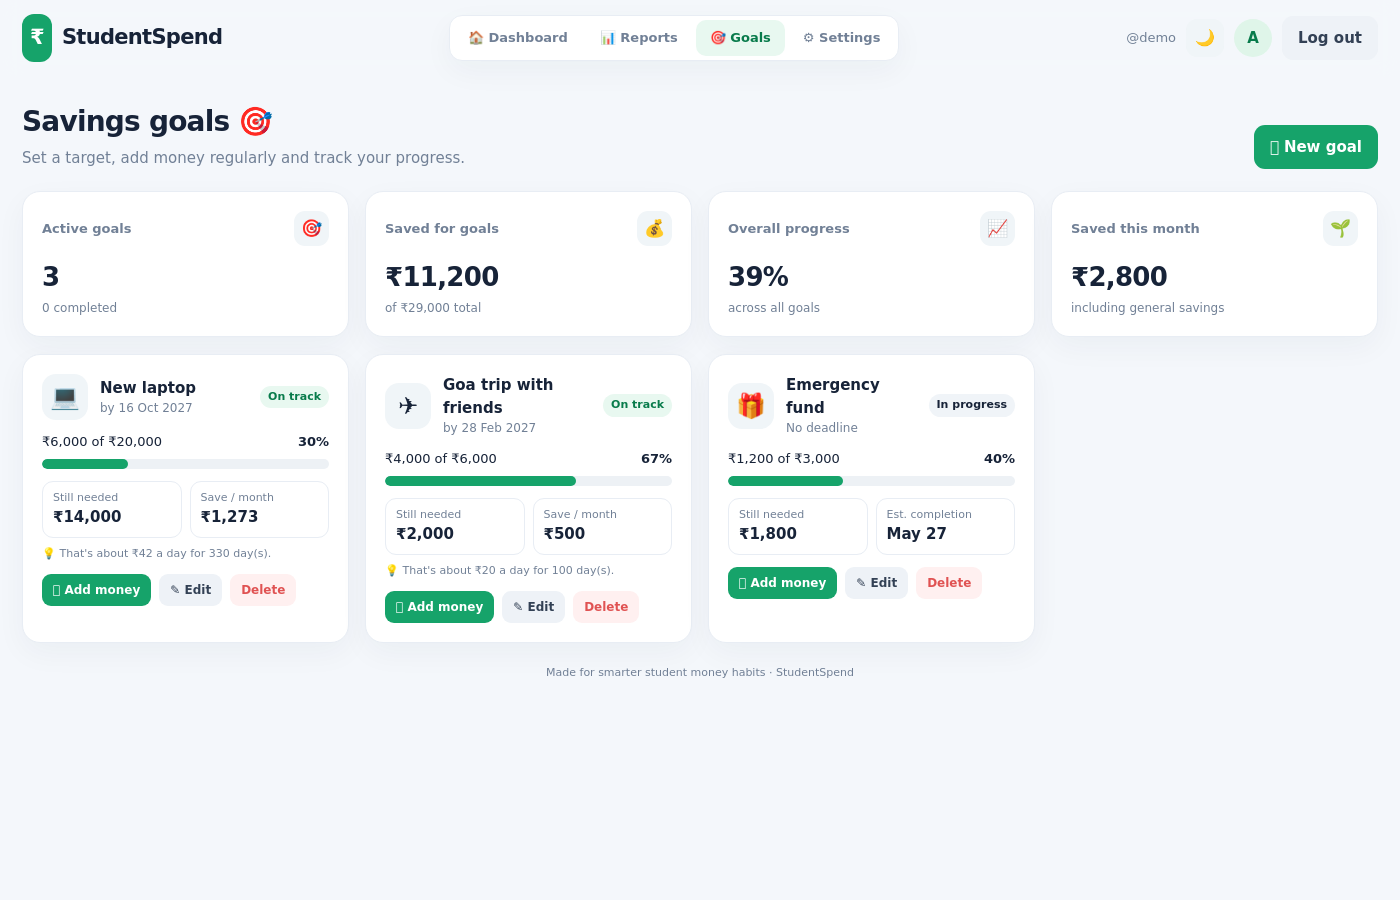 ₹ StudentSpend
🏠 Dashboard 📊 Reports 🎯 Goals ⚙ Settings
@demo 🌙 A Log out
Savings goals 🎯
Set a target, add money regularly and track your progress.
New goal
Active goals
3
0 completed
Saved for goals
₹11,200
of ₹29,000 total
Overall progress
39%
across all goals
Saved this month
₹2,800
including general savings
New laptop
by 16 Oct 2027
On track
₹6,000 of ₹20,000 30%
Still needed
₹14,000
Save / month
₹1,273
💡 That's about ₹42 a day for 330 day(s).
Add money ✎ Edit Delete
Goa trip with
friends
by 28 Feb 2027
On track
₹4,000 of ₹6,000 67%
Still needed
₹2,000
Save / month
₹500
💡 That's about ₹20 a day for 100 day(s).
Add money ✎ Edit Delete
Emergency
fund
No deadline
In progress
₹1,200 of ₹3,000 40%
Still needed
₹1,800
Est. completion
May 27
Add money ✎ Edit Delete
Made for smarter student money habits · StudentSpend